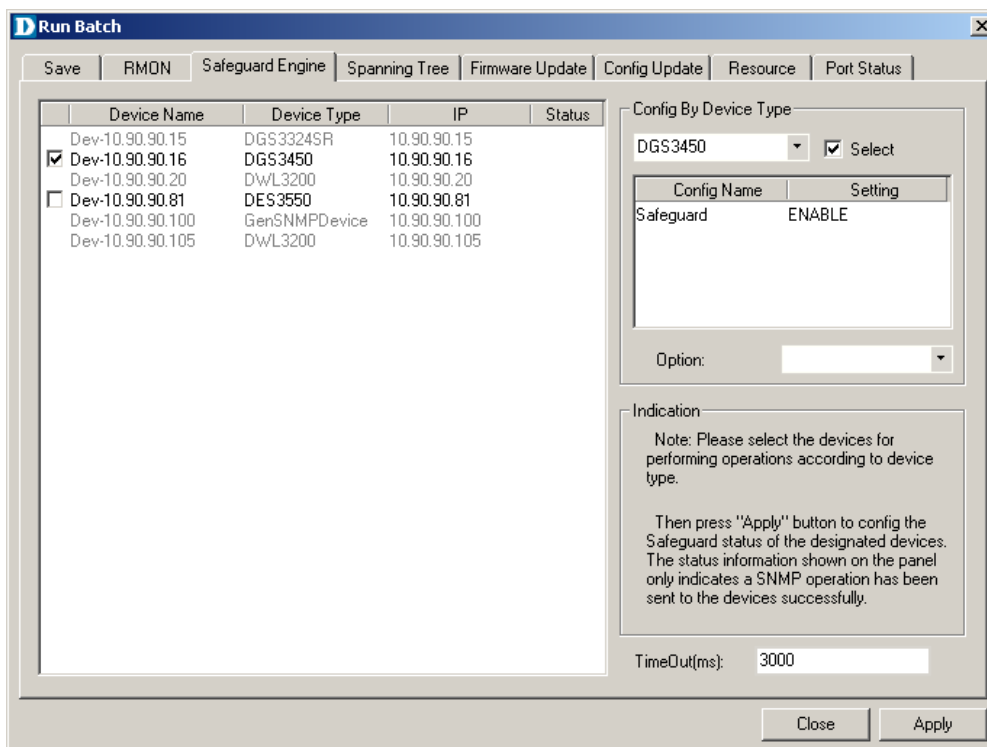 D Run Batch
Save RMON Safeguard Engine Spanning Tree Firmware Update Config Update Resource Port Status
Device Name Device Type IP Status
Dev-10.90.90.15 DGS3324SR 10.90.90.15
Dev-10.90.90.16 DGS3450 10.90.90.16
Dev-10.90.90.20 DWL3200 10.90.90.20
Dev-10.90.90.81 DES3550 10.90.90.81
Dev-10.90.90.100 GenSNMPDevice 10.90.90.100
Dev-10.90.90.105 DWL3200 10.90.90.105
Config By Device Type
DGS3450 Select
Config Name Setting
Safeguard ENABLE
Option:
Indication
Note: Please select the devices for
performing operations according to device
type.
Then press "Apply" button to config the
Safeguard status of the designated devices.
The status information shown on the panel
only indicates a SNMP operation has been
sent to the devices successfully.
TimeOut(ms): 3000
Close Apply